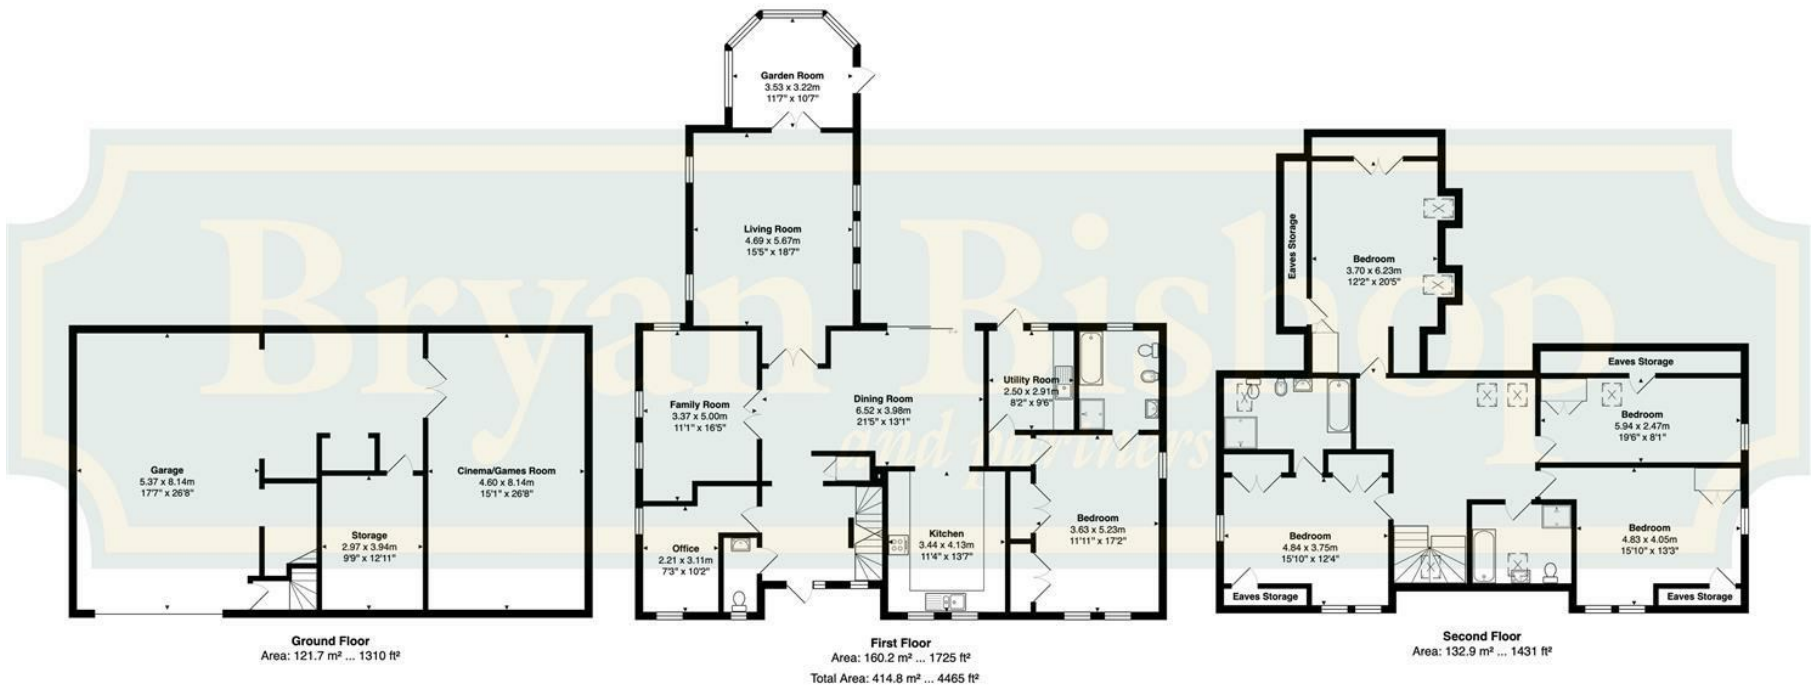 Bryan Bishop
and partners
Garage
5.37 x 8.14m
17'7" x 26'8"
Storage
2.97 x 3.94m
9'9" x 12'11"
Cinema/Games Room
4.60 x 8.14m
15'1" x 26'8"
Ground Floor
Area: 121.7 m² ... 1310 ft²
Garden Room
3.53 x 3.22m
11'7" x 10'7"
Living Room
4.69 x 5.67m
15'5" x 18'7"
Family Room
3.37 x 5.00m
11'1" x 16'5"
Dining Room
6.52 x 3.98m
21'5" x 13'1"
Utility Room
2.50 x 2.91m
8'2" x 9'6"
Office
2.21 x 3.11m
7'3" x 10'2"
Kitchen
3.44 x 4.13m
11'4" x 13'7"
Bedroom
3.63 x 5.23m
11'11" x 17'2"
First Floor
Area: 160.2 m² ... 1725 ft²
Total Area: 414.8 m² ... 4465 ft²
Eaves Storage
Bedroom
3.70 x 6.23m
12'2" x 20'5"
Eaves Storage
Bedroom
5.94 x 2.47m
19'6" x 8'1"
Bedroom
4.84 x 3.75m
15'10" x 12'4"
Bedroom
4.83 x 4.05m
15'10" x 13'3"
Eaves Storage
Eaves Storage
Second Floor
Area: 132.9 m² ... 1431 ft²